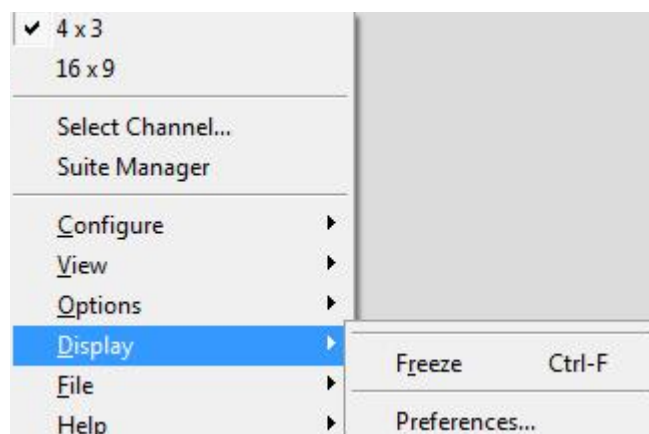 4 x 3
16 x 9
Select Channel...
Suite Manager
Configure
View
Options
Display
File
Help
Freeze Ctrl-F
Preferences...